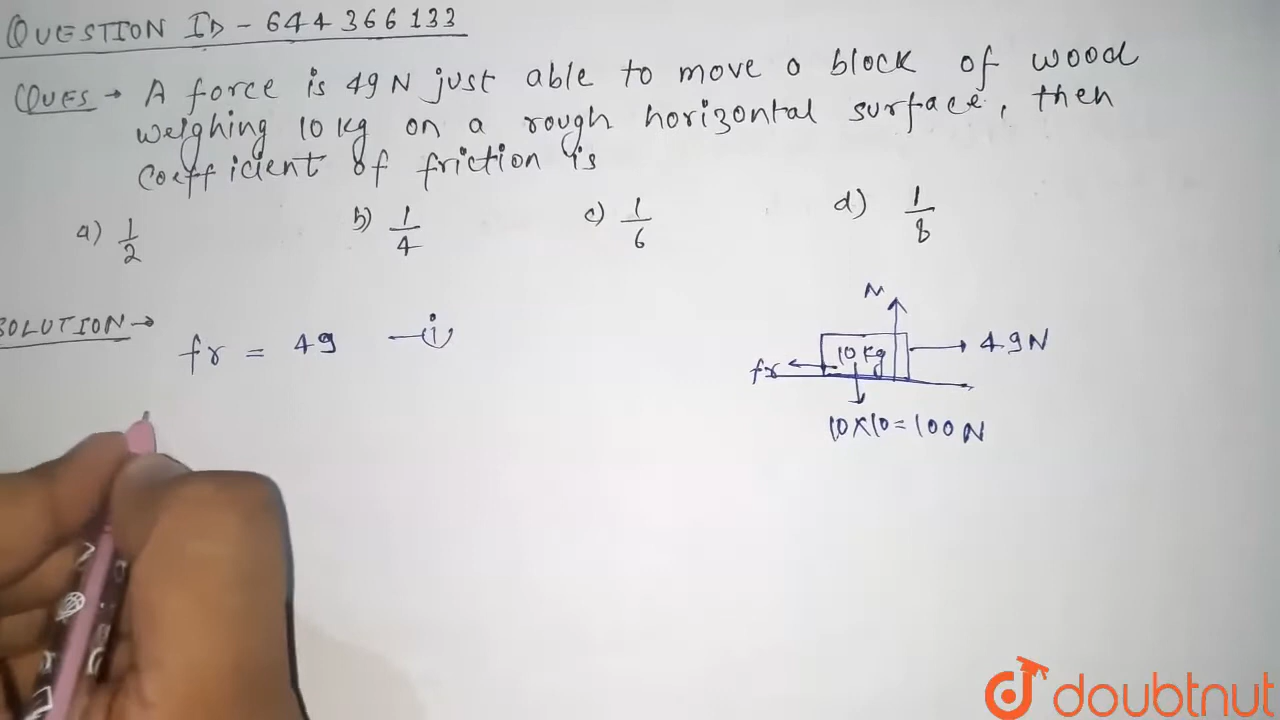 QUESTION ID - 644366133
QUES → A force is 49 N just able to move a block of wood
weighing 10 kg on a rough horizontal surface, then
coefficient of friction is
a) 1/2 b) 1/4 c) 1/6 d) 1/8
SOLUTION →
fr = 49 —(i)
N
10 kg
49 N
fr
10×10 = 100 N
doubtnut